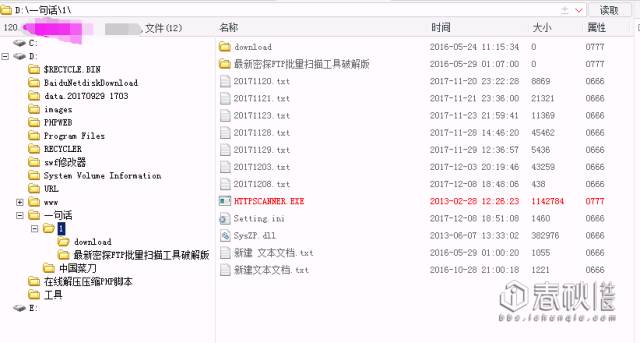 D:\一句话\1\ 读取
120. ,文件 (12) 名称 时间 大小 属性
C:
D:
$RECYCLE.BIN
BaiduNetdiskDownload
data.20170929 1703
images
PHPWEB
Program Files
RECYCLER
swf修改器
System Volume Information
URL
www
一句话
1
download
最新密探FTP批量扫描工具破解版
中国菜刀
在线解压压缩PHP脚本
工具
E:
download 2016-05-24 11:15:34 0 0777
最新密探FTP批量扫描工具破解版 2016-05-29 01:07:00 0 0777
20171120.txt 2017-11-20 23:22:28 8869 0666
20171121.txt 2017-11-21 23:36:00 21321 0666
20171123.txt 2017-11-23 21:59:41 11369 0666
20171128.txt 2017-11-28 14:46:20 45462 0666
20171129.txt 2017-11-29 12:36:57 5436 0666
20171203.txt 2017-12-03 20:19:46 43259 0666
20171208.txt 2017-12-08 18:48:06 438 0666
HTTPSCANNER.EXE 2013-02-28 12:26:23 1142784 0777
Setting.ini 2017-12-08 18:51:08 1460 0666
SysZP.dll 2013-06-07 13:33:02 382976 0666
新建 文本文档.txt 2016-05-29 01:00:00 1055 0666
新建文本文档.txt 2016-10-28 21:00:18 1221 0666
春秋社区
bbs.ichunqiu.com